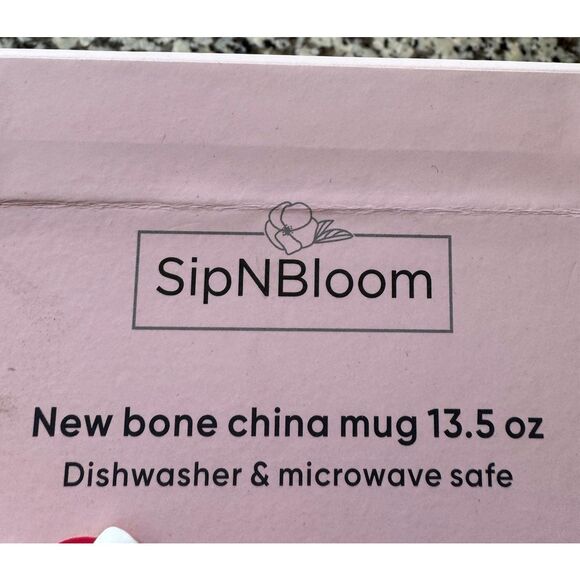 SipNBloom
New bone china mug 13.5 oz
Dishwasher & microwave safe